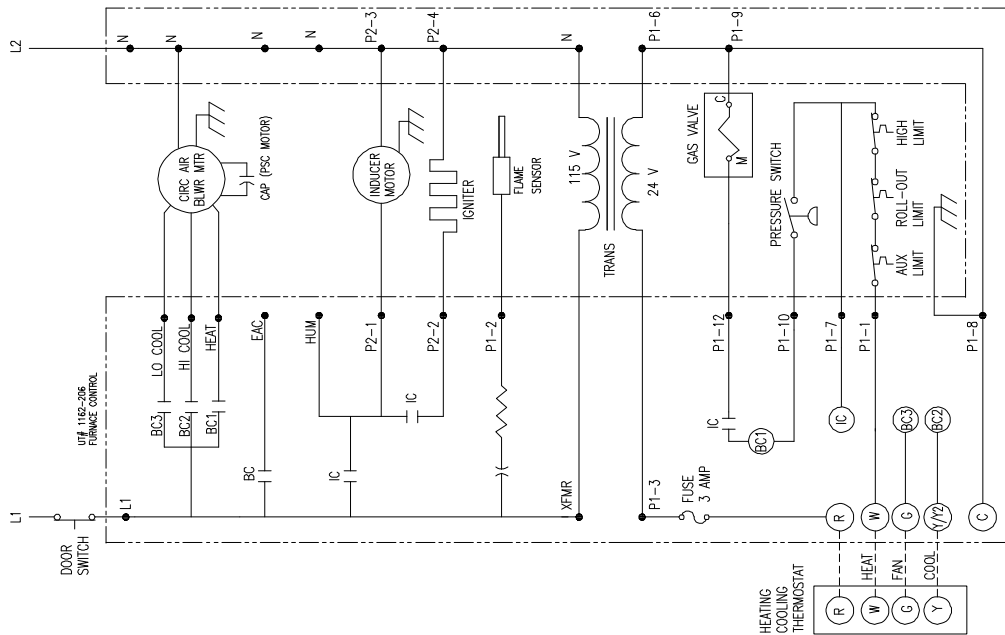 L1
L2
DOOR
SWITCH
UT# 1162-206
FURNACE CONTROL
L1
N
BC3
LO COOL
BC2
HI COOL
BC1
HEAT
CIRC AIR
BLWR MTR
CAP (PSC MOTOR)
N
BC
EAC
N
HUM
N
IC
P2-1
INDUCER
MOTOR
P2-3
IC
P2-2
IGNITER
P2-4
P1-2
FLAME
SENSOR
XFMR
115 V
N
TRANS
P1-3
24 V
P1-6
FUSE
3 AMP
IC
BC1
P1-12
GAS VALVE
M
C
P1-9
P1-10
PRESSURE SWITCH
IC
P1-7
P1-1
AUX
LIMIT
ROLL-OUT
LIMIT
HIGH
LIMIT
HEATING
COOLING
THERMOSTAT
R
R
W
HEAT
W
G
FAN
G
BC3
Y
COOL
Y/Y2
BC2
C
P1-8